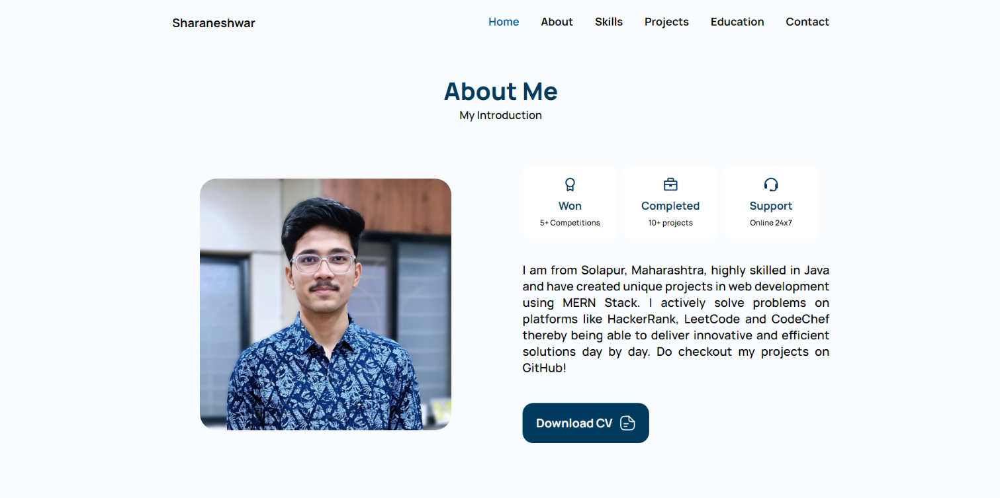 Sharaneshwar
Home About Skills Projects Education Contact
About Me
My Introduction
Won
5+ Competitions
Completed
10+ projects
Support
Online 24x7
I am from Solapur, Maharashtra, highly skilled in Java
and have created unique projects in web development
using MERN Stack. I actively solve problems on
platforms like HackerRank, LeetCode and CodeChef
thereby being able to deliver innovative and efficient
solutions day by day. Do checkout my projects on
GitHub!
Download CV